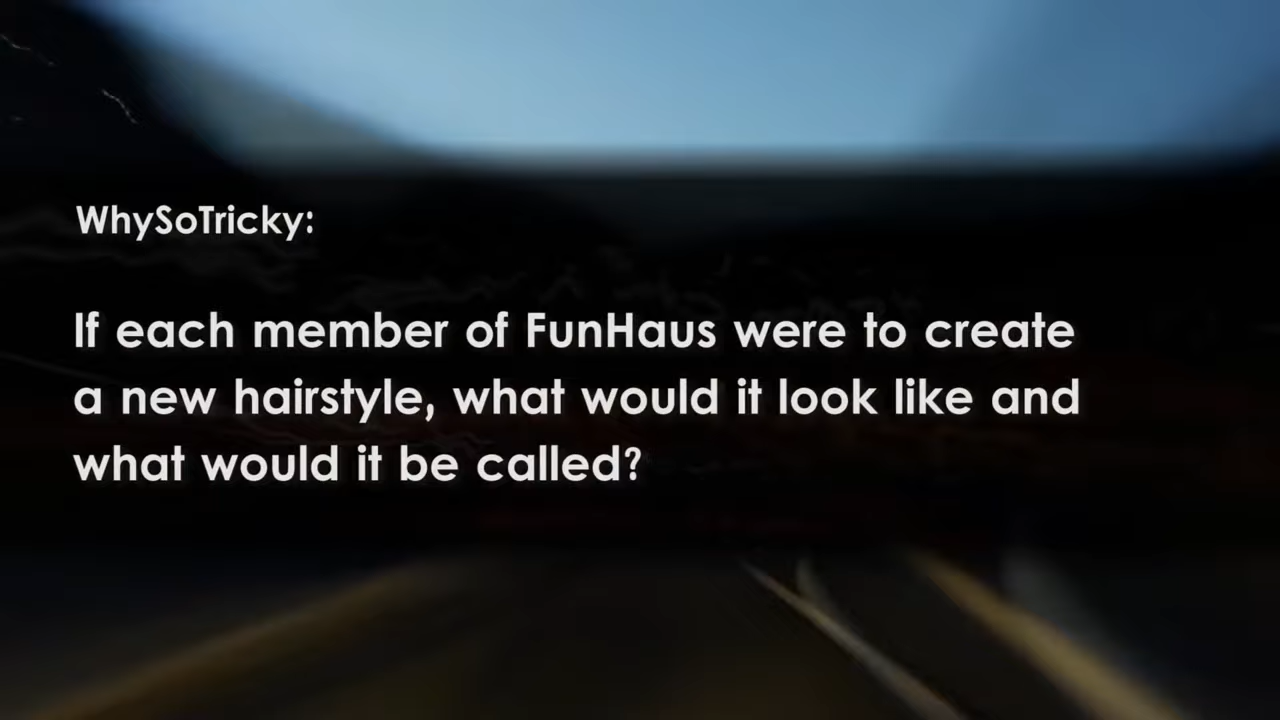 WhySoTricky:
If each member of FunHaus were to create
a new hairstyle, what would it look like and
what would it be called?